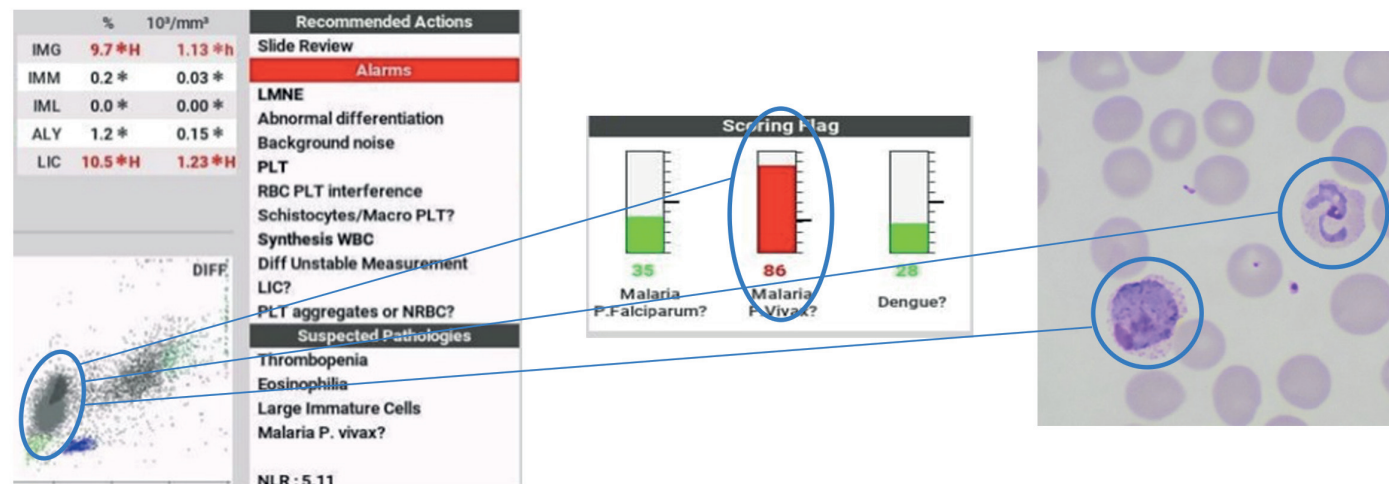 % 10³/mm³
IMG 9.7*H 1.13*h
IMM 0.2* 0.03*
IML 0.0* 0.00*
ALY 1.2* 0.15*
LIC 10.5*H 1.23*H
DIFF
Recommended Actions
Slide Review
Alarms
LMNE
Abnormal differentiation
Background noise
PLT
RBC PLT interference
Schistocytes/Macro PLT?
Synthesis WBC
Diff Unstable Measurement
LIC?
PLT aggregates or NRBC?
Suspected Pathologies
Thrombopenia
Eosinophilia
Large Immature Cells
Malaria P. vivax?
NLR : 5.11
Scoring Flag
35 86 28
Malaria P.Falciparum?
Malaria P.Vivax?
Dengue?